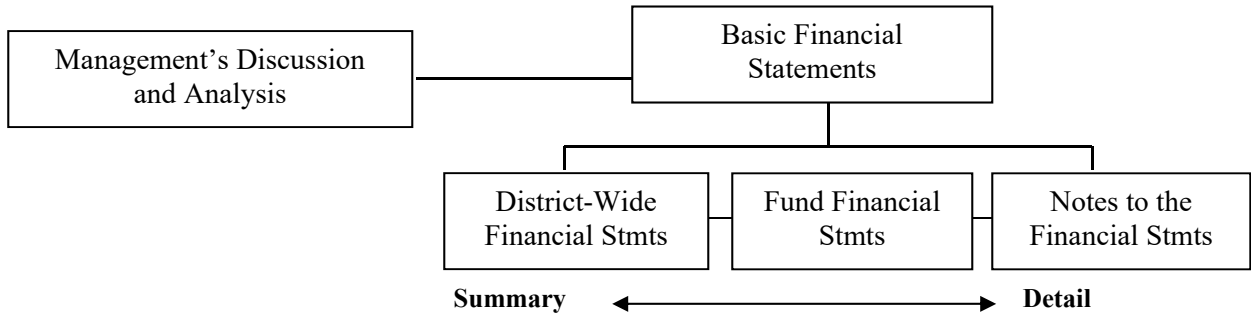 Management’s Discussion
and Analysis
Basic Financial
Statements
District-Wide
Financial Stmts
Fund Financial
Stmts
Notes to the
Financial Stmts
Summary
Detail